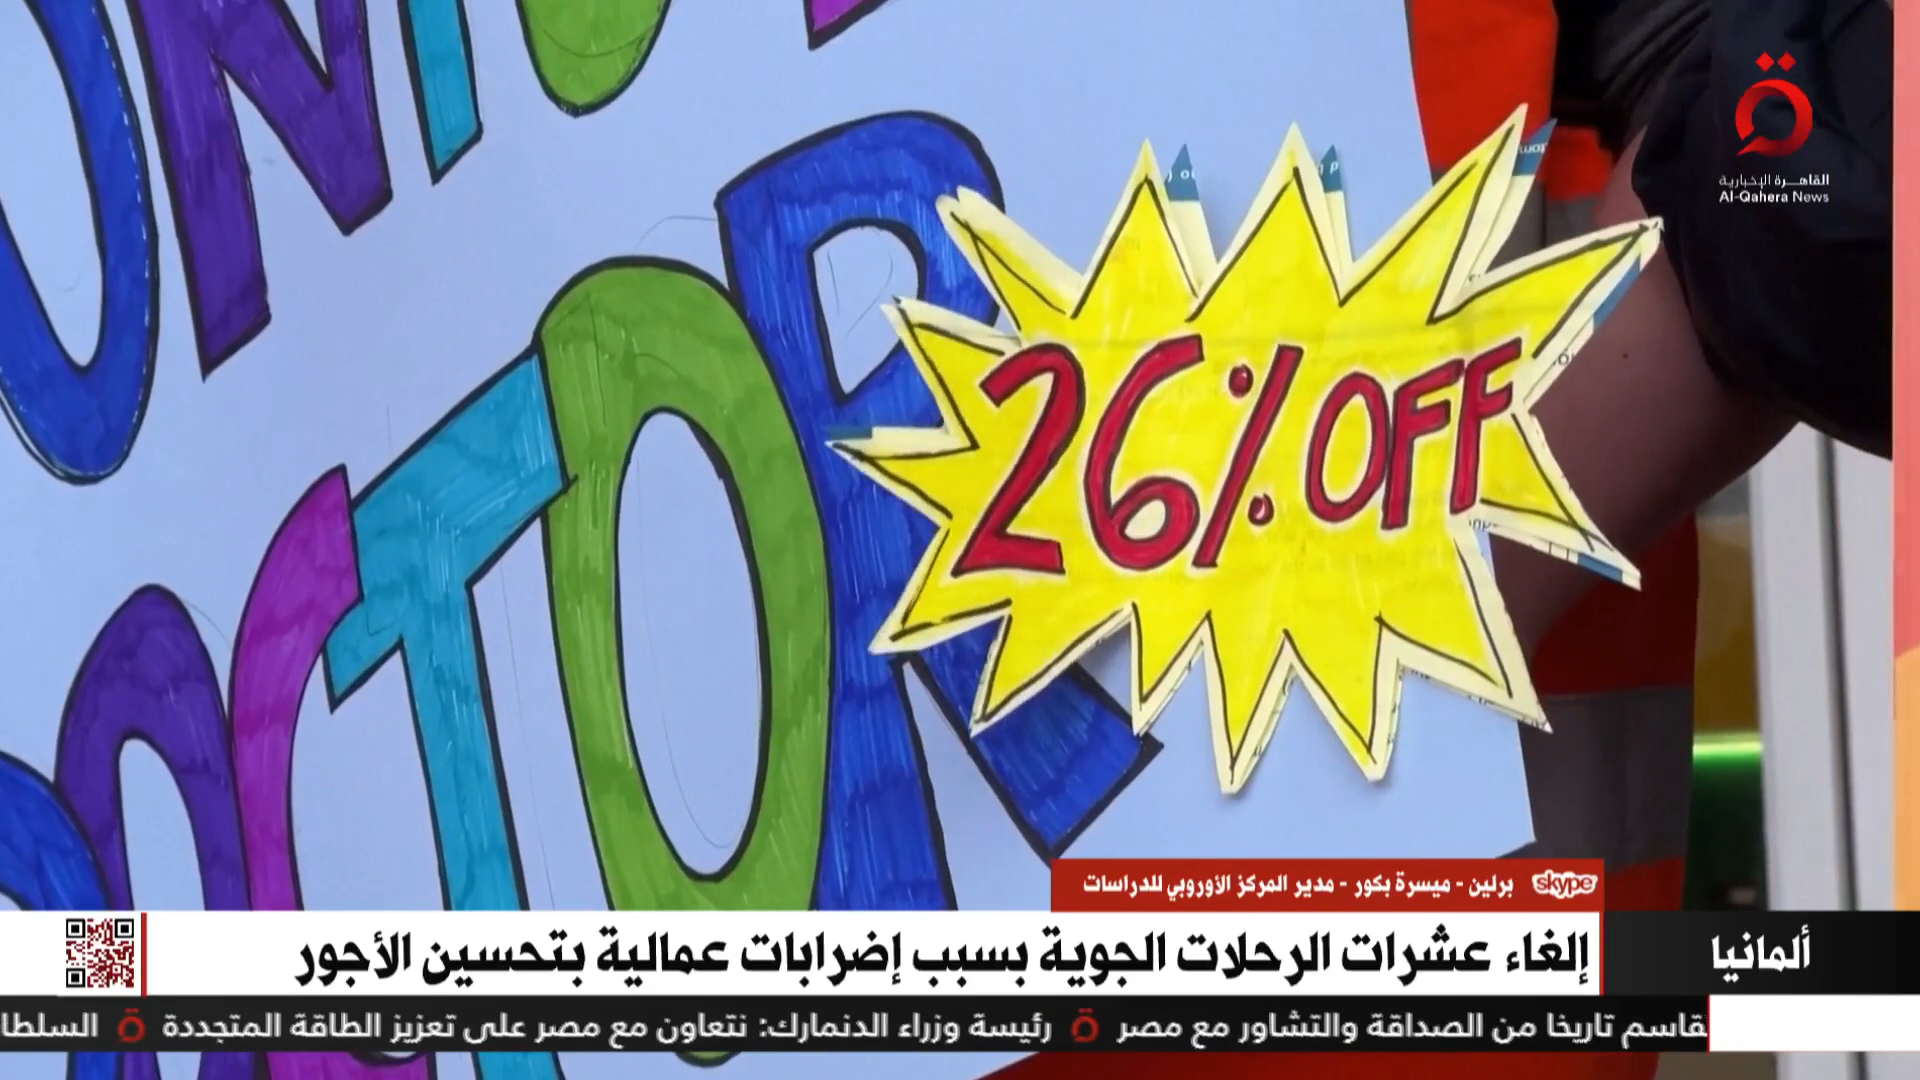 DOCTOR
26% OFF
القاهرة الإخبارية
Al-Qahera News
skype برلين - ميسرة بكور - مدير المركز الأوروبي للدراسات
ألمانيا
إلغاء عشرات الرحلات الجوية بسبب إضرابات عمالية بتحسين الأجور
تاريخا من الصداقة والتشاور مع مصر
رئيسة وزراء الدنمارك: نتعاون مع مصر على تعزيز الطاقة المتجددة